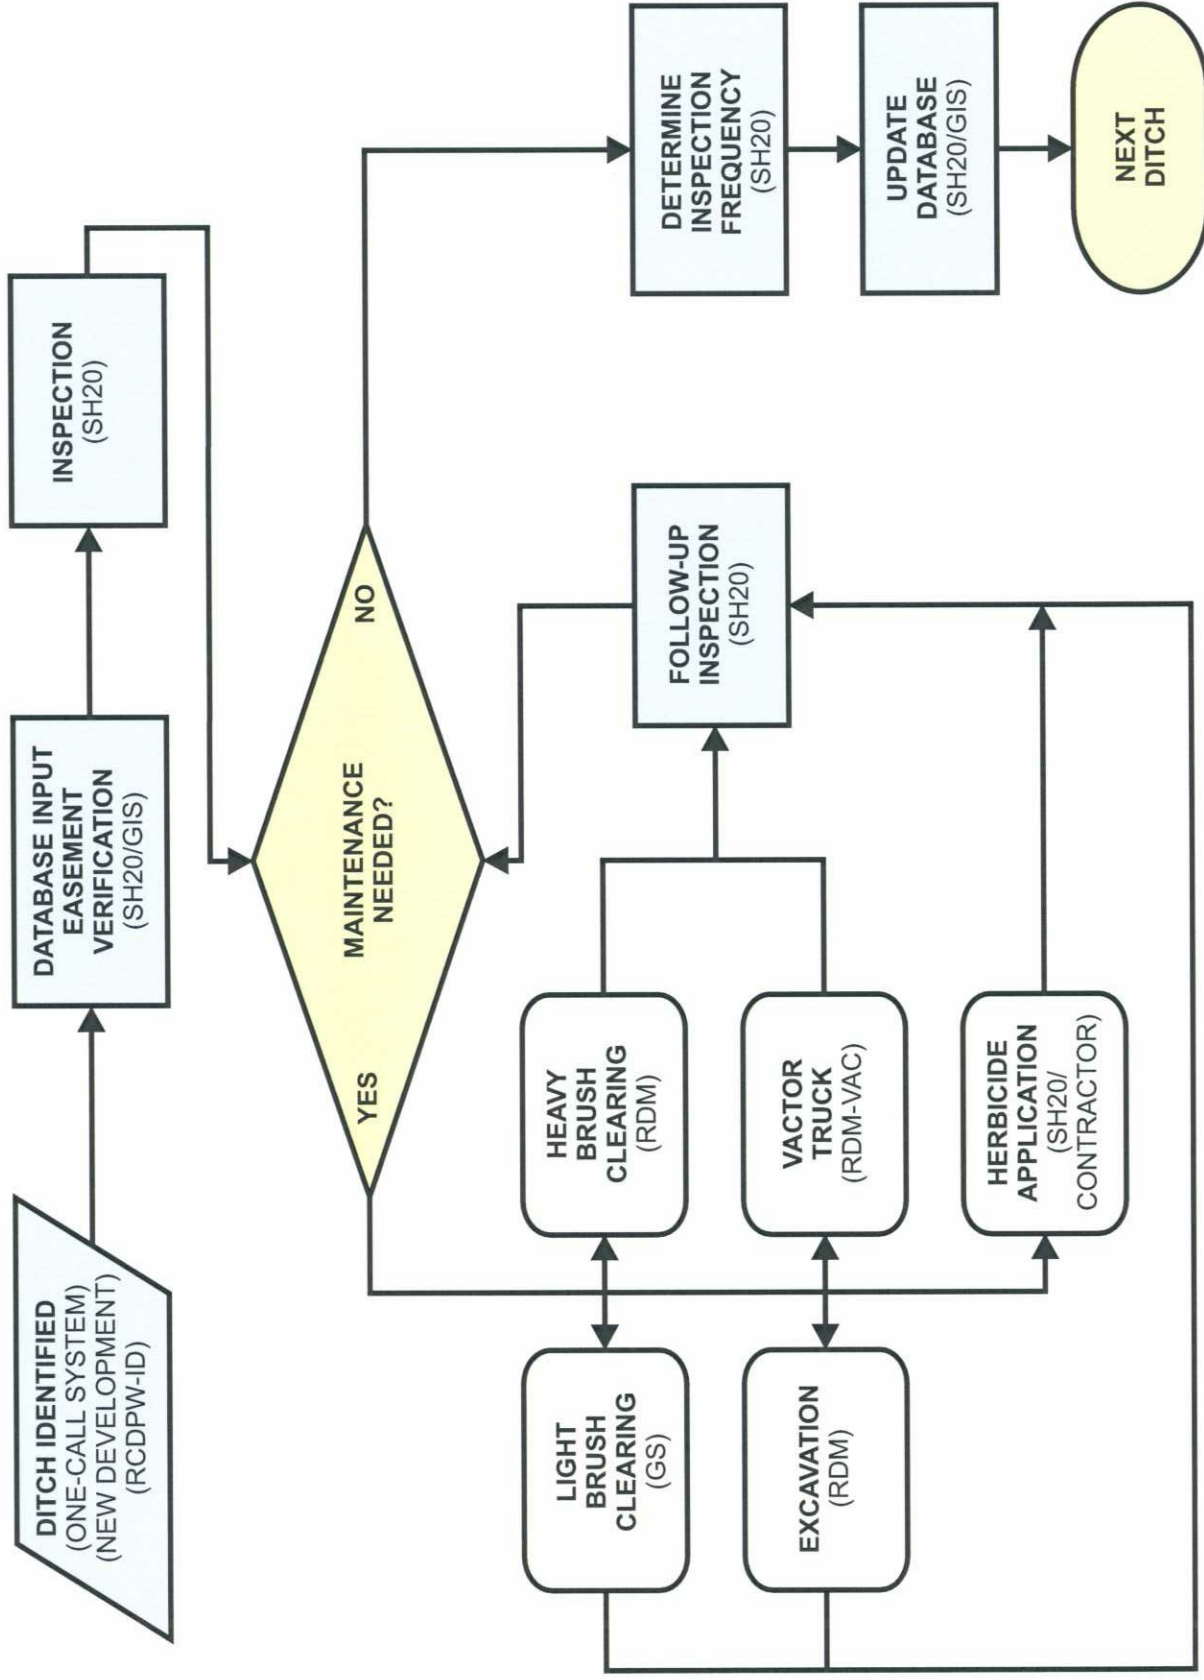 DITCH IDENTIFIED
(ONE-CALL SYSTEM)
(NEW DEVELOPMENT)
(RCDPW-ID)
DATABASE INPUT
EASEMENT
VERIFICATION
(SH20/GIS)
INSPECTION
(SH20)
YES
MAINTENANCE
NEEDED?
NO
LIGHT
BRUSH
CLEARING
(GS)
HEAVY
BRUSH
CLEARING
(RDM)
EXCAVATION
(RDM)
VACTOR
TRUCK
(RDM-VAC)
HERBICIDE
APPLICATION
(SH20/
CONTRACTOR)
FOLLOW-UP
INSPECTION
(SH20)
DETERMINE
INSPECTION
FREQUENCY
(SH20)
UPDATE
DATABASE
(SH20/GIS)
NEXT
DITCH